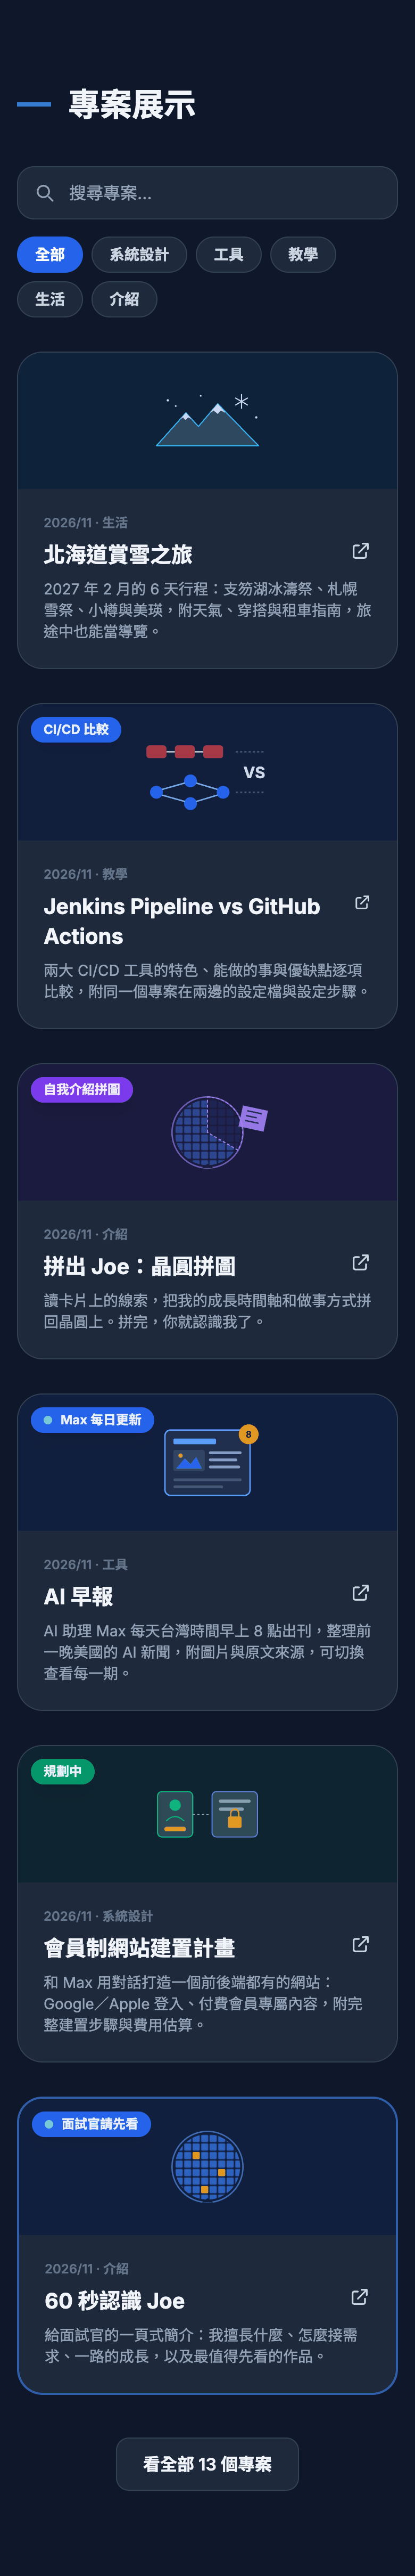 專案展示
搜尋專案...
全部
系統設計
工具
教學
生活
介紹
2026/11 · 生活
北海道賞雪之旅
2027 年 2 月的 6 天行程：支笏湖冰濤祭、札幌
雪祭、小樽與美瑛，附天氣、穿搭與租車指南，旅
途中也能當導覽。
CI/CD 比較
VS
2026/11 · 教學
Jenkins Pipeline vs GitHub
Actions
兩大 CI/CD 工具的特色、能做的事與優缺點逐項
比較，附同一個專案在兩邊的設定檔與設定步驟。
自我介紹拼圖
2026/11 · 介紹
拼出 Joe：晶圓拼圖
讀卡片上的線索，把我的成長時間軸和做事方式拼
回晶圓上。拼完，你就認識我了。
Max 每日更新
8
2026/11 · 工具
AI 早報
AI 助理 Max 每天台灣時間早上 8 點出刊，整理前
一晚美國的 AI 新聞，附圖片與原文來源，可切換
查看每一期。
規劃中
2026/11 · 系統設計
會員制網站建置計畫
和 Max 用對話打造一個前後端都有的網站：
Google／Apple 登入、付費會員專屬內容，附完
整建置步驟與費用估算。
面試官請先看
2026/11 · 介紹
60 秒認識 Joe
給面試官的一頁式簡介：我擅長什麼、怎麼接需
求、一路的成長，以及最值得先看的作品。
看全部 13 個專案